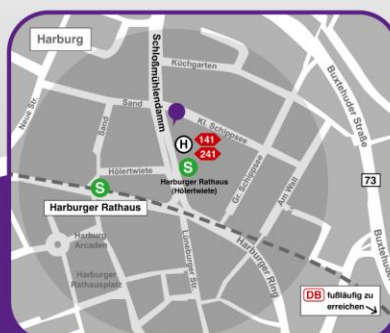 Harburg
Neue Str.
Schloßmühlendamm
Küchgarten
Buxtehuder Straße
Sand
Kl. Schippsee
Sand
H
141
241
S
Harburger Rathaus
(Hölertwiete)
Hölertwiete
S
Harburger Rathaus
Gr. Schippsee
Am Wall
73
Harburg
Arcaden
Lüneburger Str.
Harburger Ring
Buxtehuder
Harburger
Rathausplatz
DB fußläufig zu
erreichen